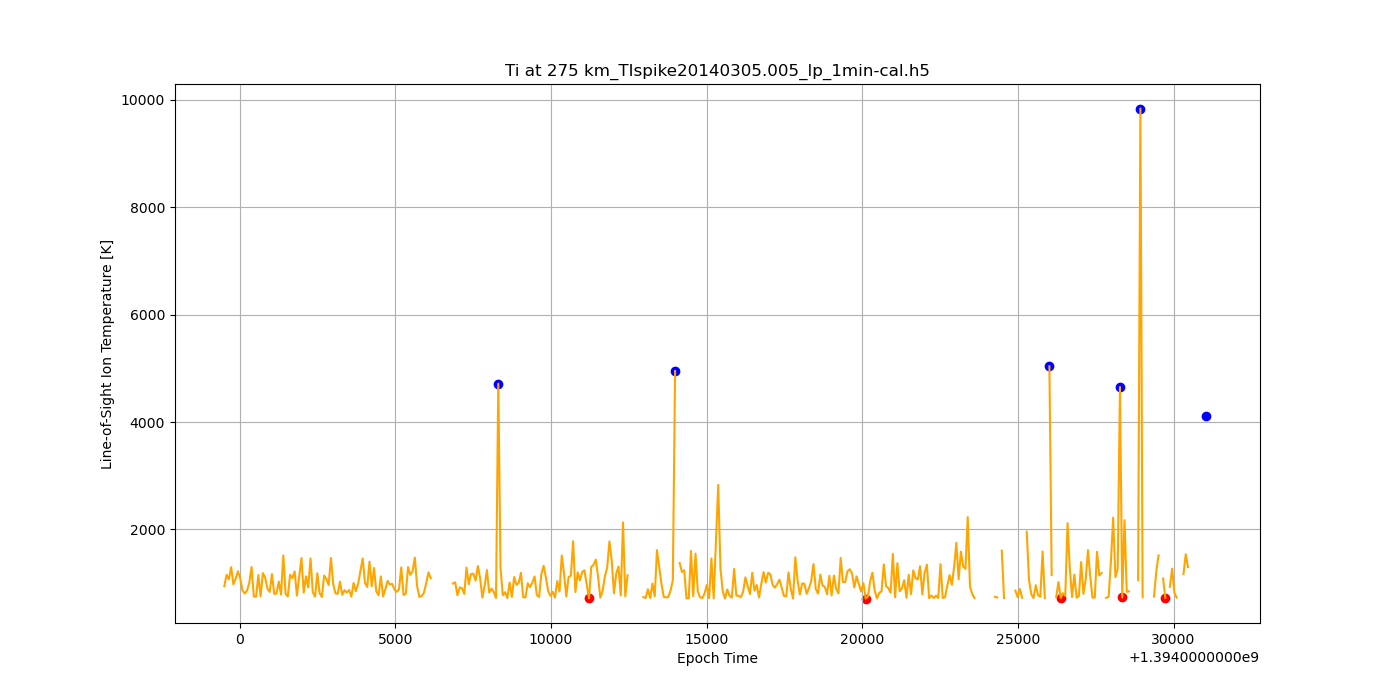 Ti at 275 km_TIspike20140305.005_lp_1min-cal.h5
10000
8000
6000
4000
2000
Line-of-Sight Ion Temperature [K]
0 5000 10000 15000 20000 25000 30000
Epoch Time
+1.3940000000e9